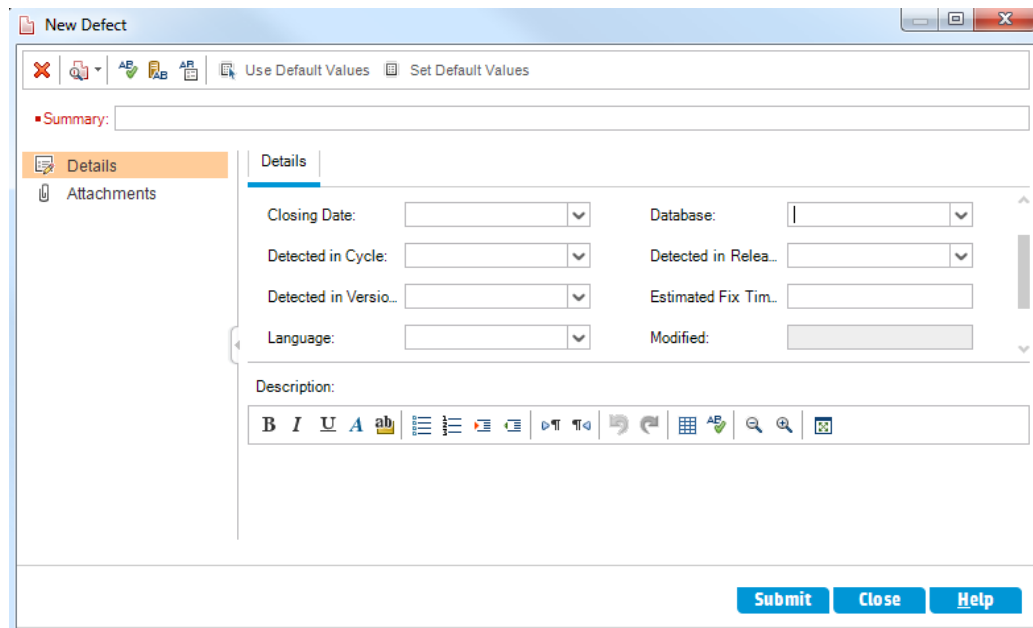 New Defect
Use Default Values Set Default Values
Summary:
Details
Attachments
Details
Closing Date: Database:
Detected in Cycle: Detected in Relea...
Detected in Versio... Estimated Fix Tim...
Language: Modified:
Description:
B I U A ab
Submit Close Help